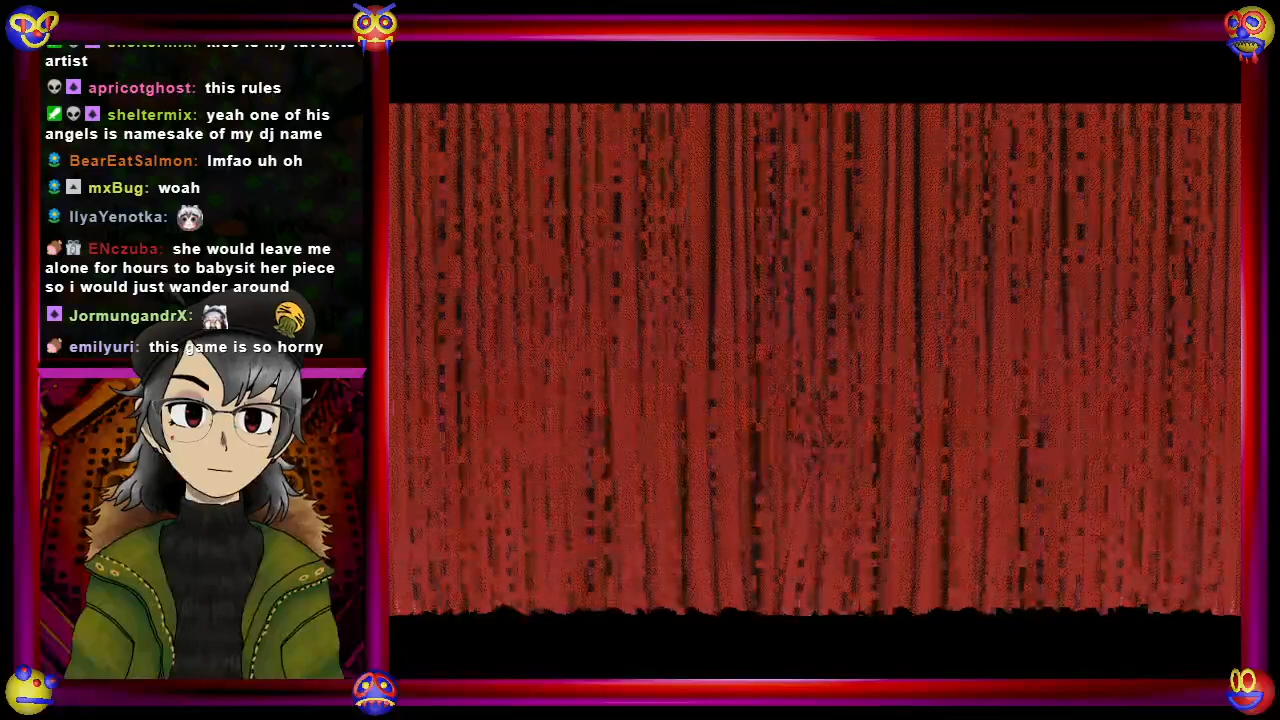 artist
apricotghost: this rules
sheltermix: yeah one of his
angels is namesake of my dj name
BearEatSalmon: lmfao uh oh
mxBug: woah
IlyaYenotka:
ENczuba: she would leave me
alone for hours to babysit her piece
so i would just wander around
JormungandrX:
emilyuri: this game is so horny